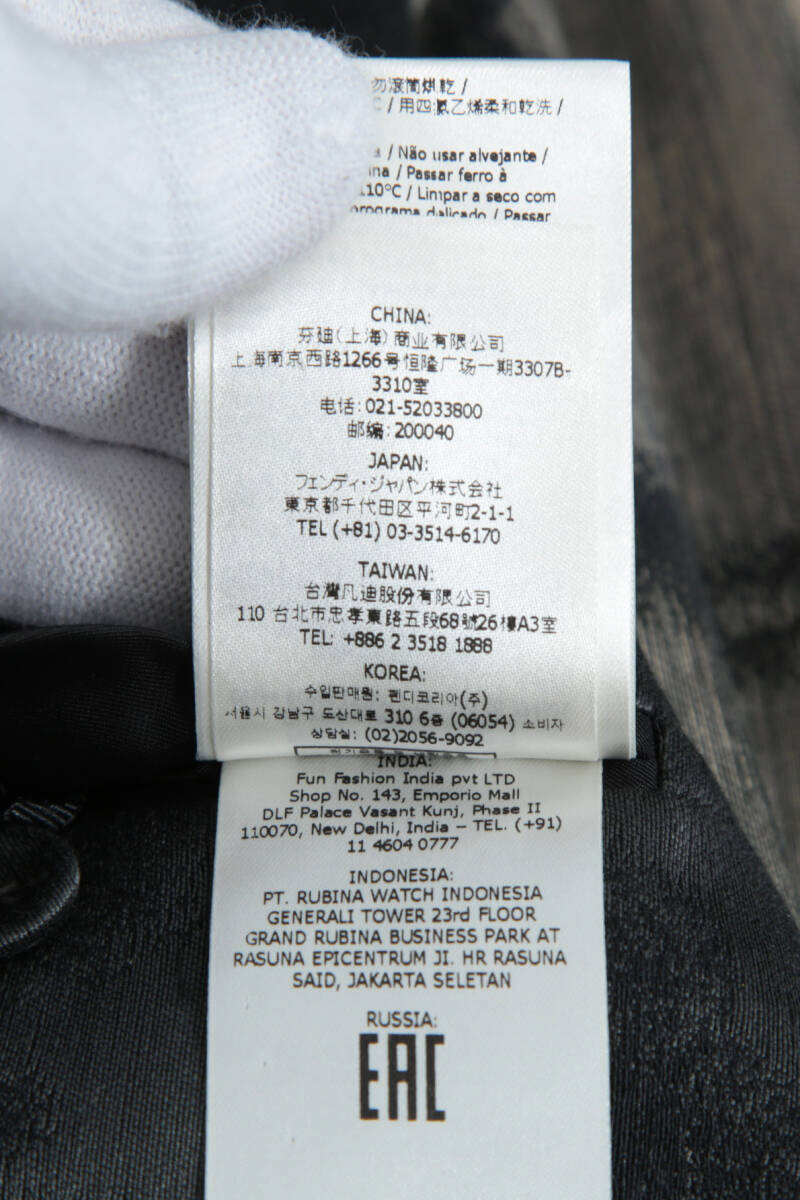 勿滾筒烘乾 /
/ 用四氯乙烯柔和乾洗 /
/ Não usar alvejante /
/ Passar ferro à
110°C / Limpar a seco com
programa dalicado / Passar
CHINA:
芬迪(上海)商业有限公司
上海南京西路1266号恒隆广场一期3307B-
3310室
电话: 021-52033800
邮编: 200040
JAPAN:
フェンディ・ジャパン株式会社
東京都千代田区平河町2-1-1
TEL (+81) 03-3514-6170
TAIWAN:
台灣凡迪股份有限公司
110 台北市忠孝東路五段68號26樓A3室
TEL: +886 2 3518 1888
KOREA:
수입판매원: 펜디코리아(주)
서울시 강남구 도산대로 310 6층 (06054) 소비자
상담실: (02)2056-9092
INDIA:
Fun Fashion India pvt LTD
Shop No. 143, Emporio Mall
DLF Palace Vasant Kunj, Phase II
110070, New Delhi, India – TEL. (+91)
11 4604 0777
INDONESIA:
PT. RUBINA WATCH INDONESIA
GENERALI TOWER 23rd FLOOR
GRAND RUBINA BUSINESS PARK AT
RASUNA EPICENTRUM JI. HR RASUNA
SAID, JAKARTA SELETAN
RUSSIA:
EAC